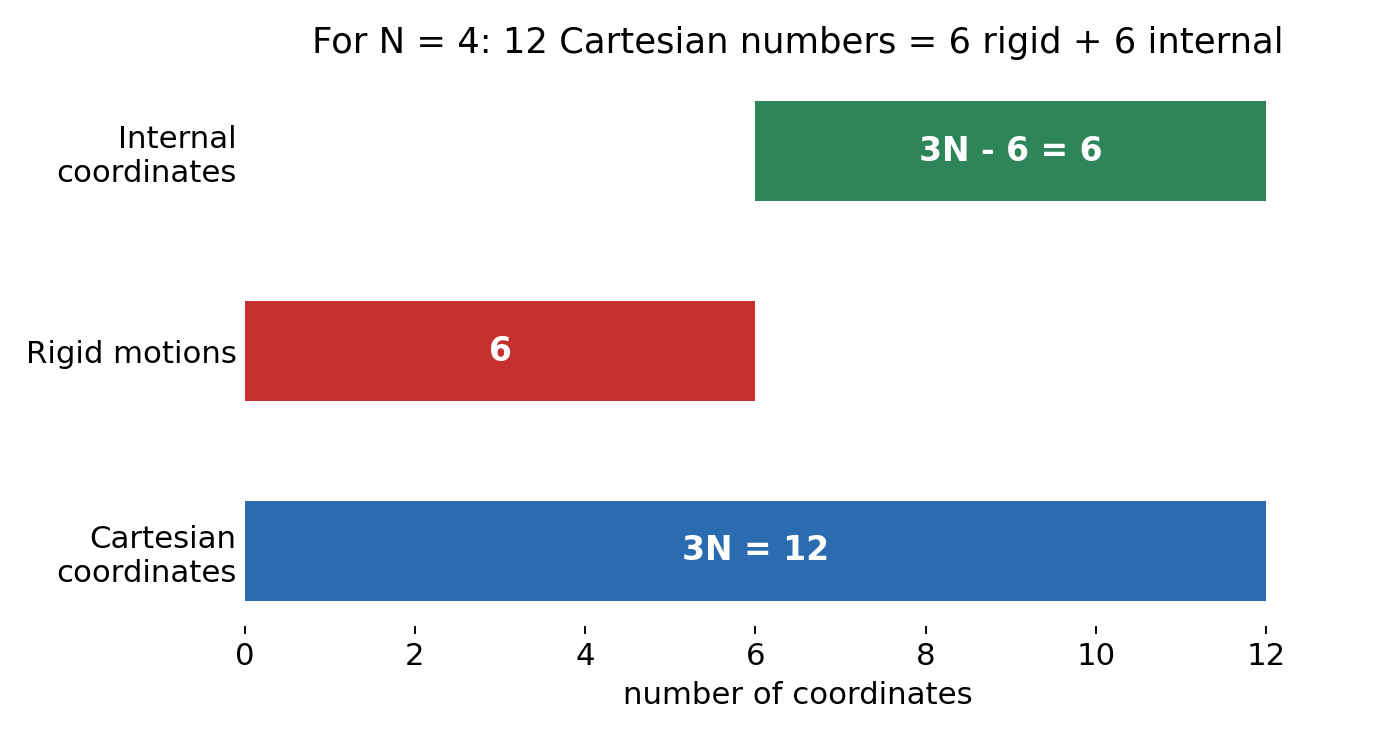 For N = 4: 12 Cartesian numbers = 6 rigid + 6 internal
Internal
coordinates
3N - 6 = 6
Rigid motions
6
Cartesian
coordinates
3N = 12
0 2 4 6 8 10 12
number of coordinates